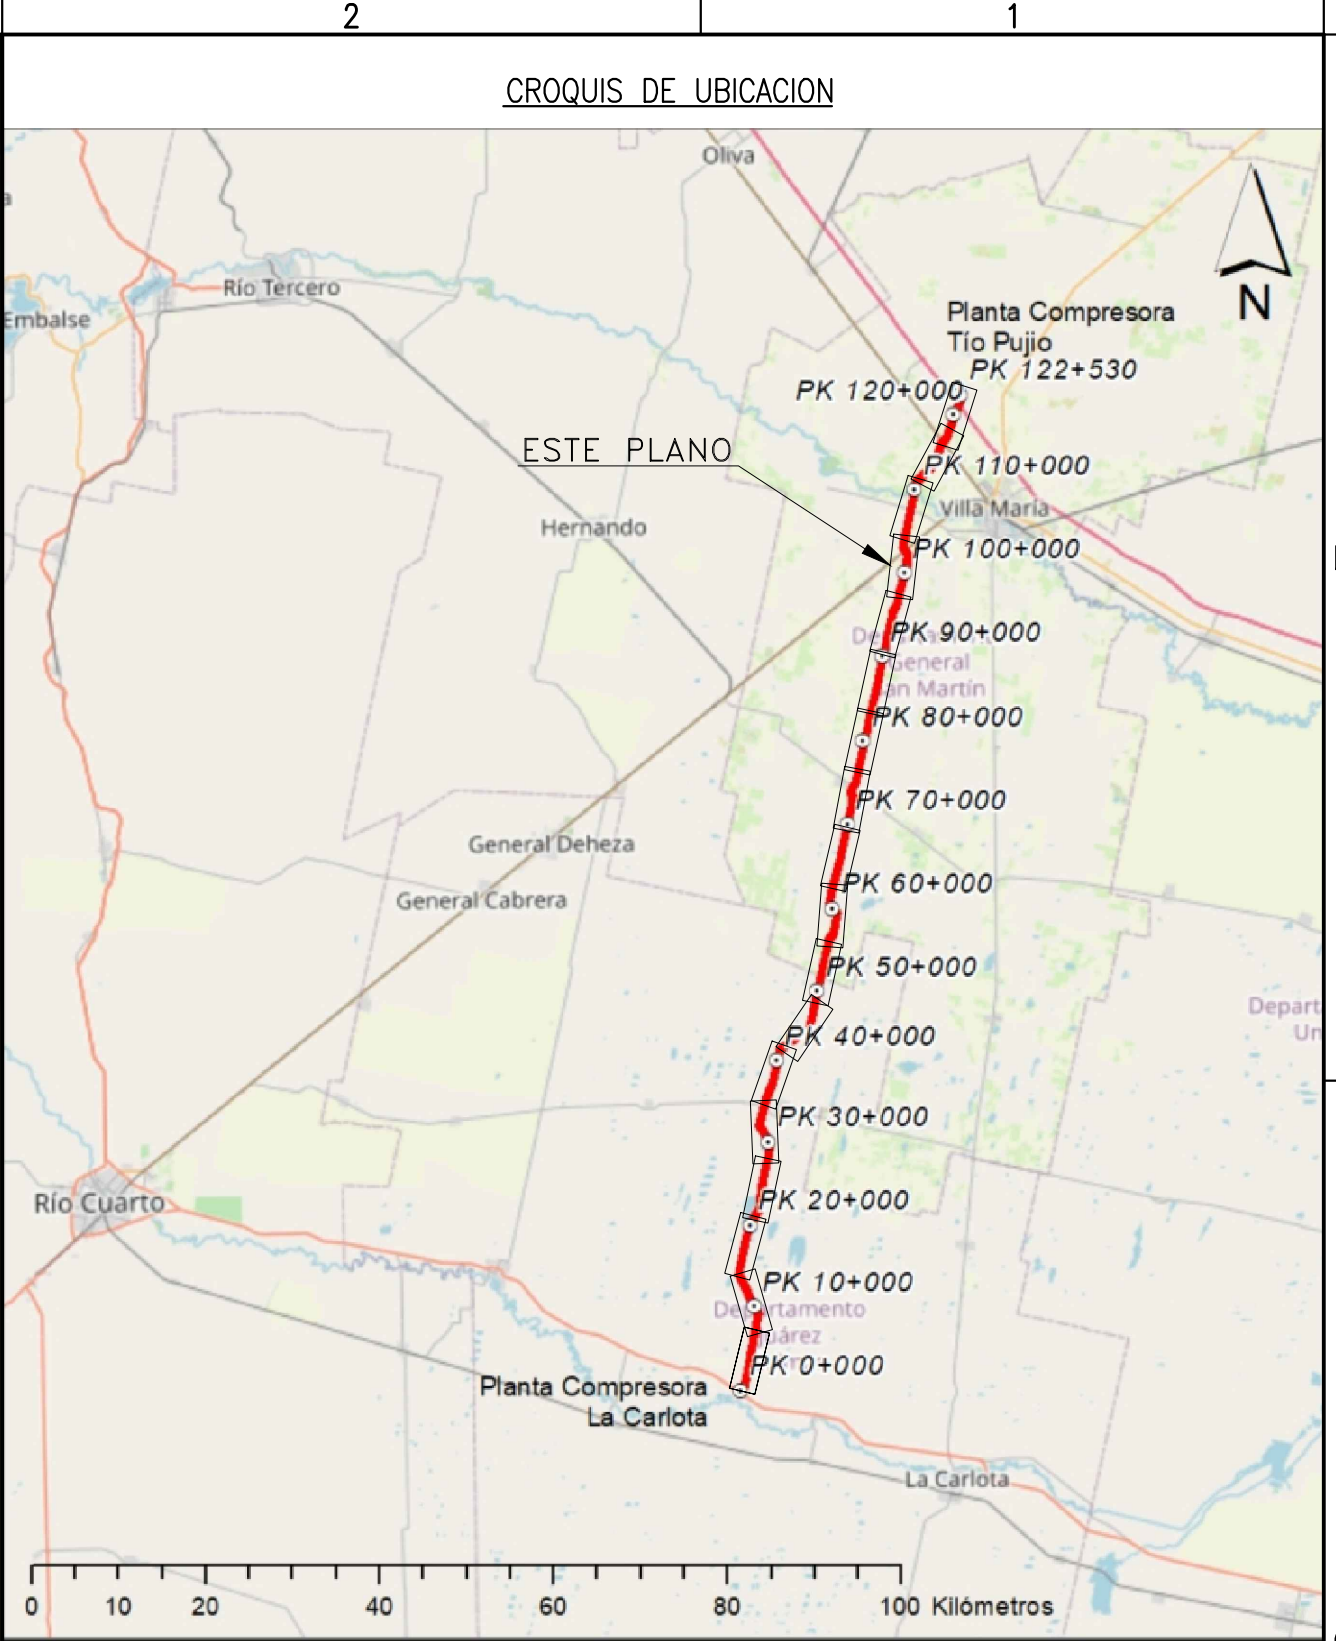 2
1
CROQUIS DE UBICACION
Oliva
Río Tercero
Embalse
N
Planta Compresora
Tío Pujio
PK 122+530
PK 120+000
ESTE PLANO
PK 110+000
Villa María
Hernando
PK 100+000
PK 90+000
General
an Martín
PK 80+000
PK 70+000
General Deheza
PK 60+000
General Cabrera
PK 50+000
Depart
Un
PK 40+000
PK 30+000
Río Cuarto
PK 20+000
PK 10+000
PK 0+000
Planta Compresora
La Carlota
La Carlota
0 10 20 40 60 80 100 Kilómetros